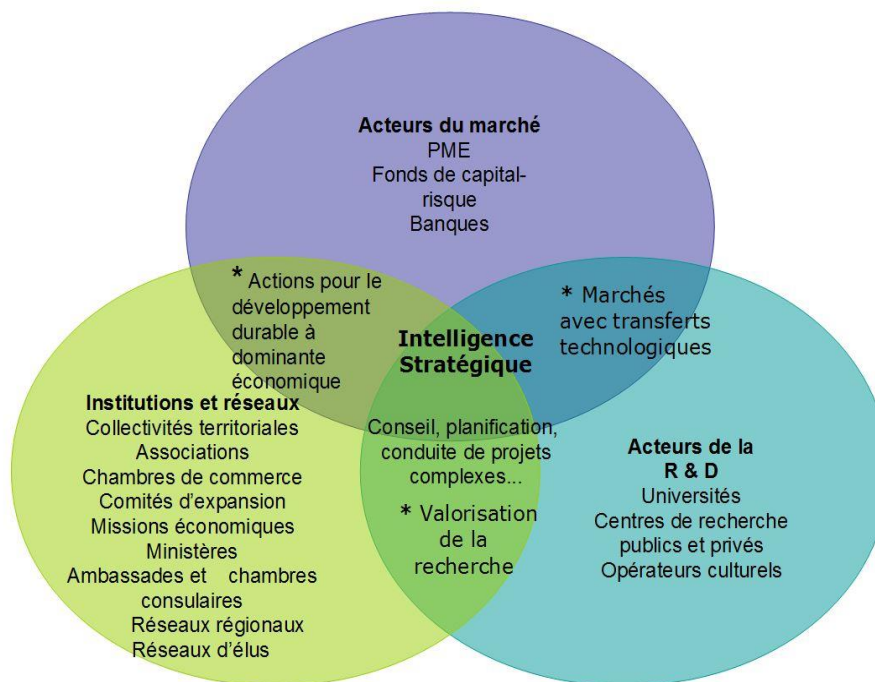 Acteurs du marché
PME
Fonds de capital-
risque
Banques
* Actions pour le
développement
durable à
dominante
économique
Intelligence
Stratégique
* Marchés
avec transferts
technologiques
Institutions et réseaux
Collectivités territoriales
Associations
Chambres de commerce
Comités d’expansion
Missions économiques
Ministères
Ambassades et chambres
consulaires
Réseaux régionaux
Réseaux d’élus
Conseil, planification,
conduite de projets
complexes...
* Valorisation
de la
recherche
Acteurs de la
R & D
Universités
Centres de recherche
publics et privés
Opérateurs culturels